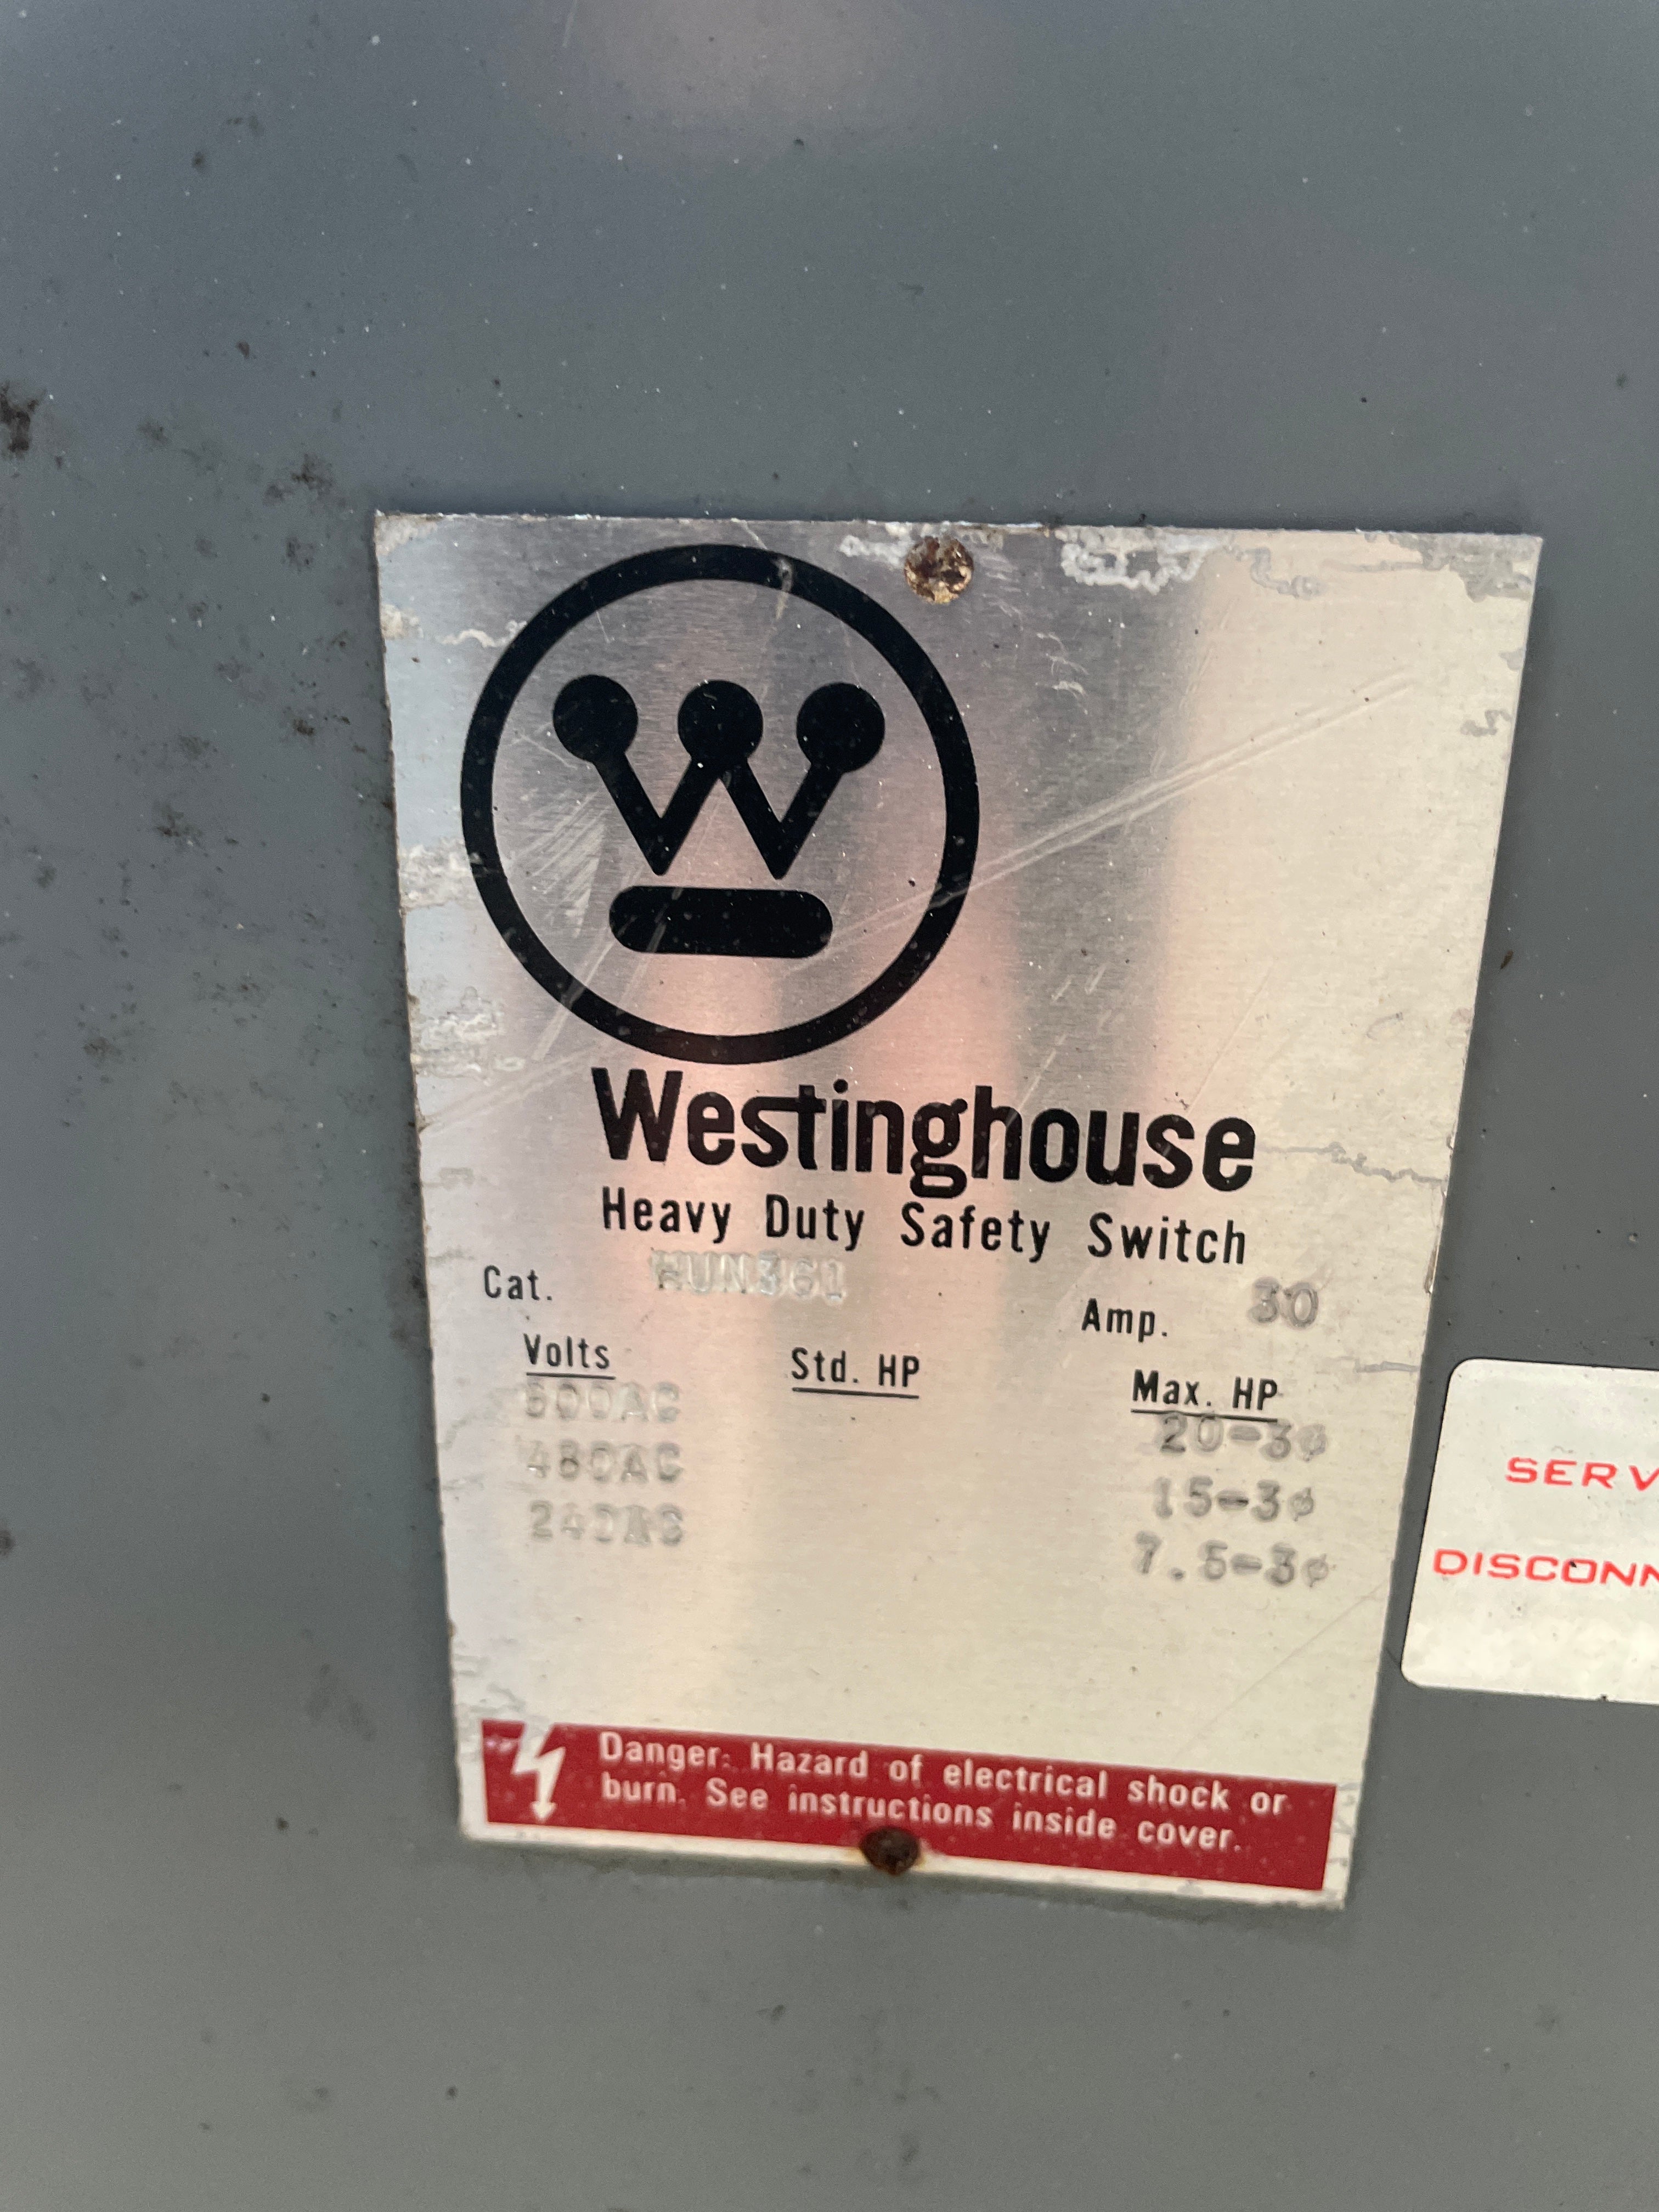 Westinghouse
Heavy Duty Safety Switch
Cat. HUN361
Amp. 30
Volts Std. HP Max. HP
600AC 20-3ϕ
480AC 15-3ϕ
240AC 7.5-3ϕ
Danger: Hazard of electrical shock or
burn. See instructions inside cover.
SERV
DISCONN